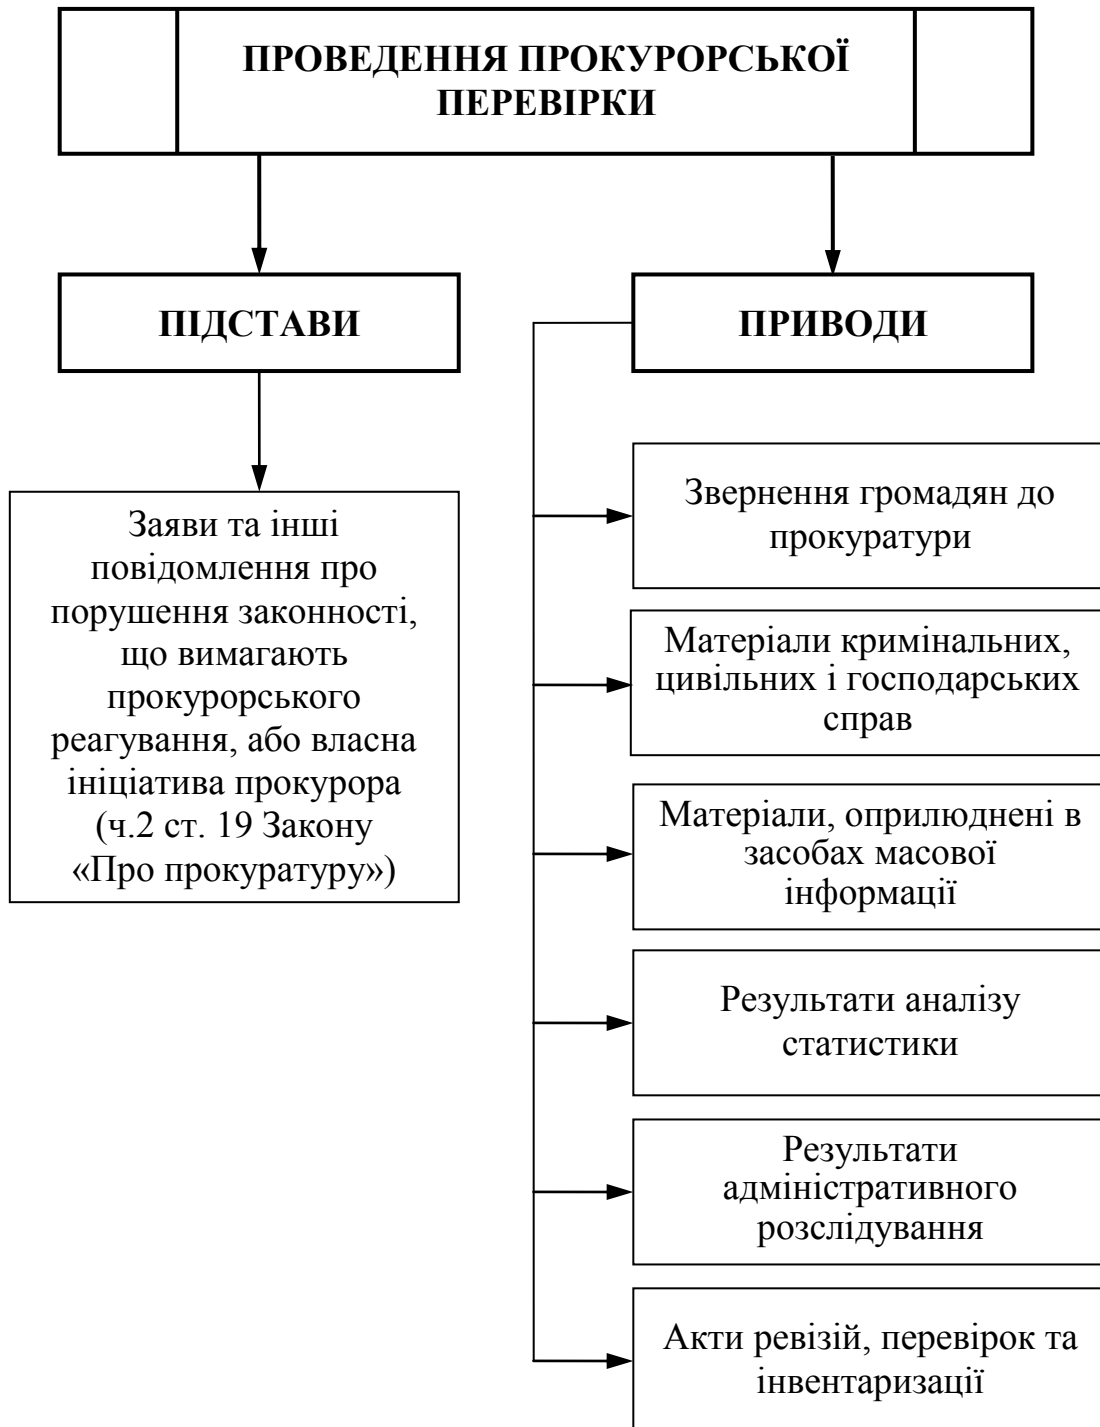 ПРОВЕДЕННЯ ПРОКУРОРСЬКОЇ
ПЕРЕВІРКИ
ПІДСТАВИ
Заяви та інші
повідомлення про
порушення законності,
що вимагають
прокурорського
реагування, або власна
ініціатива прокурора
(ч.2 ст. 19 Закону
«Про прокуратуру»)
ПРИВОДИ
Звернення громадян до
прокуратури
Матеріали кримінальних,
цивільних і господарських
справ
Матеріали, оприлюднені в
засобах масової
інформації
Результати аналізу
статистики
Результати
адміністративного
розслідування
Акти ревізій, перевірок та
інвентаризації